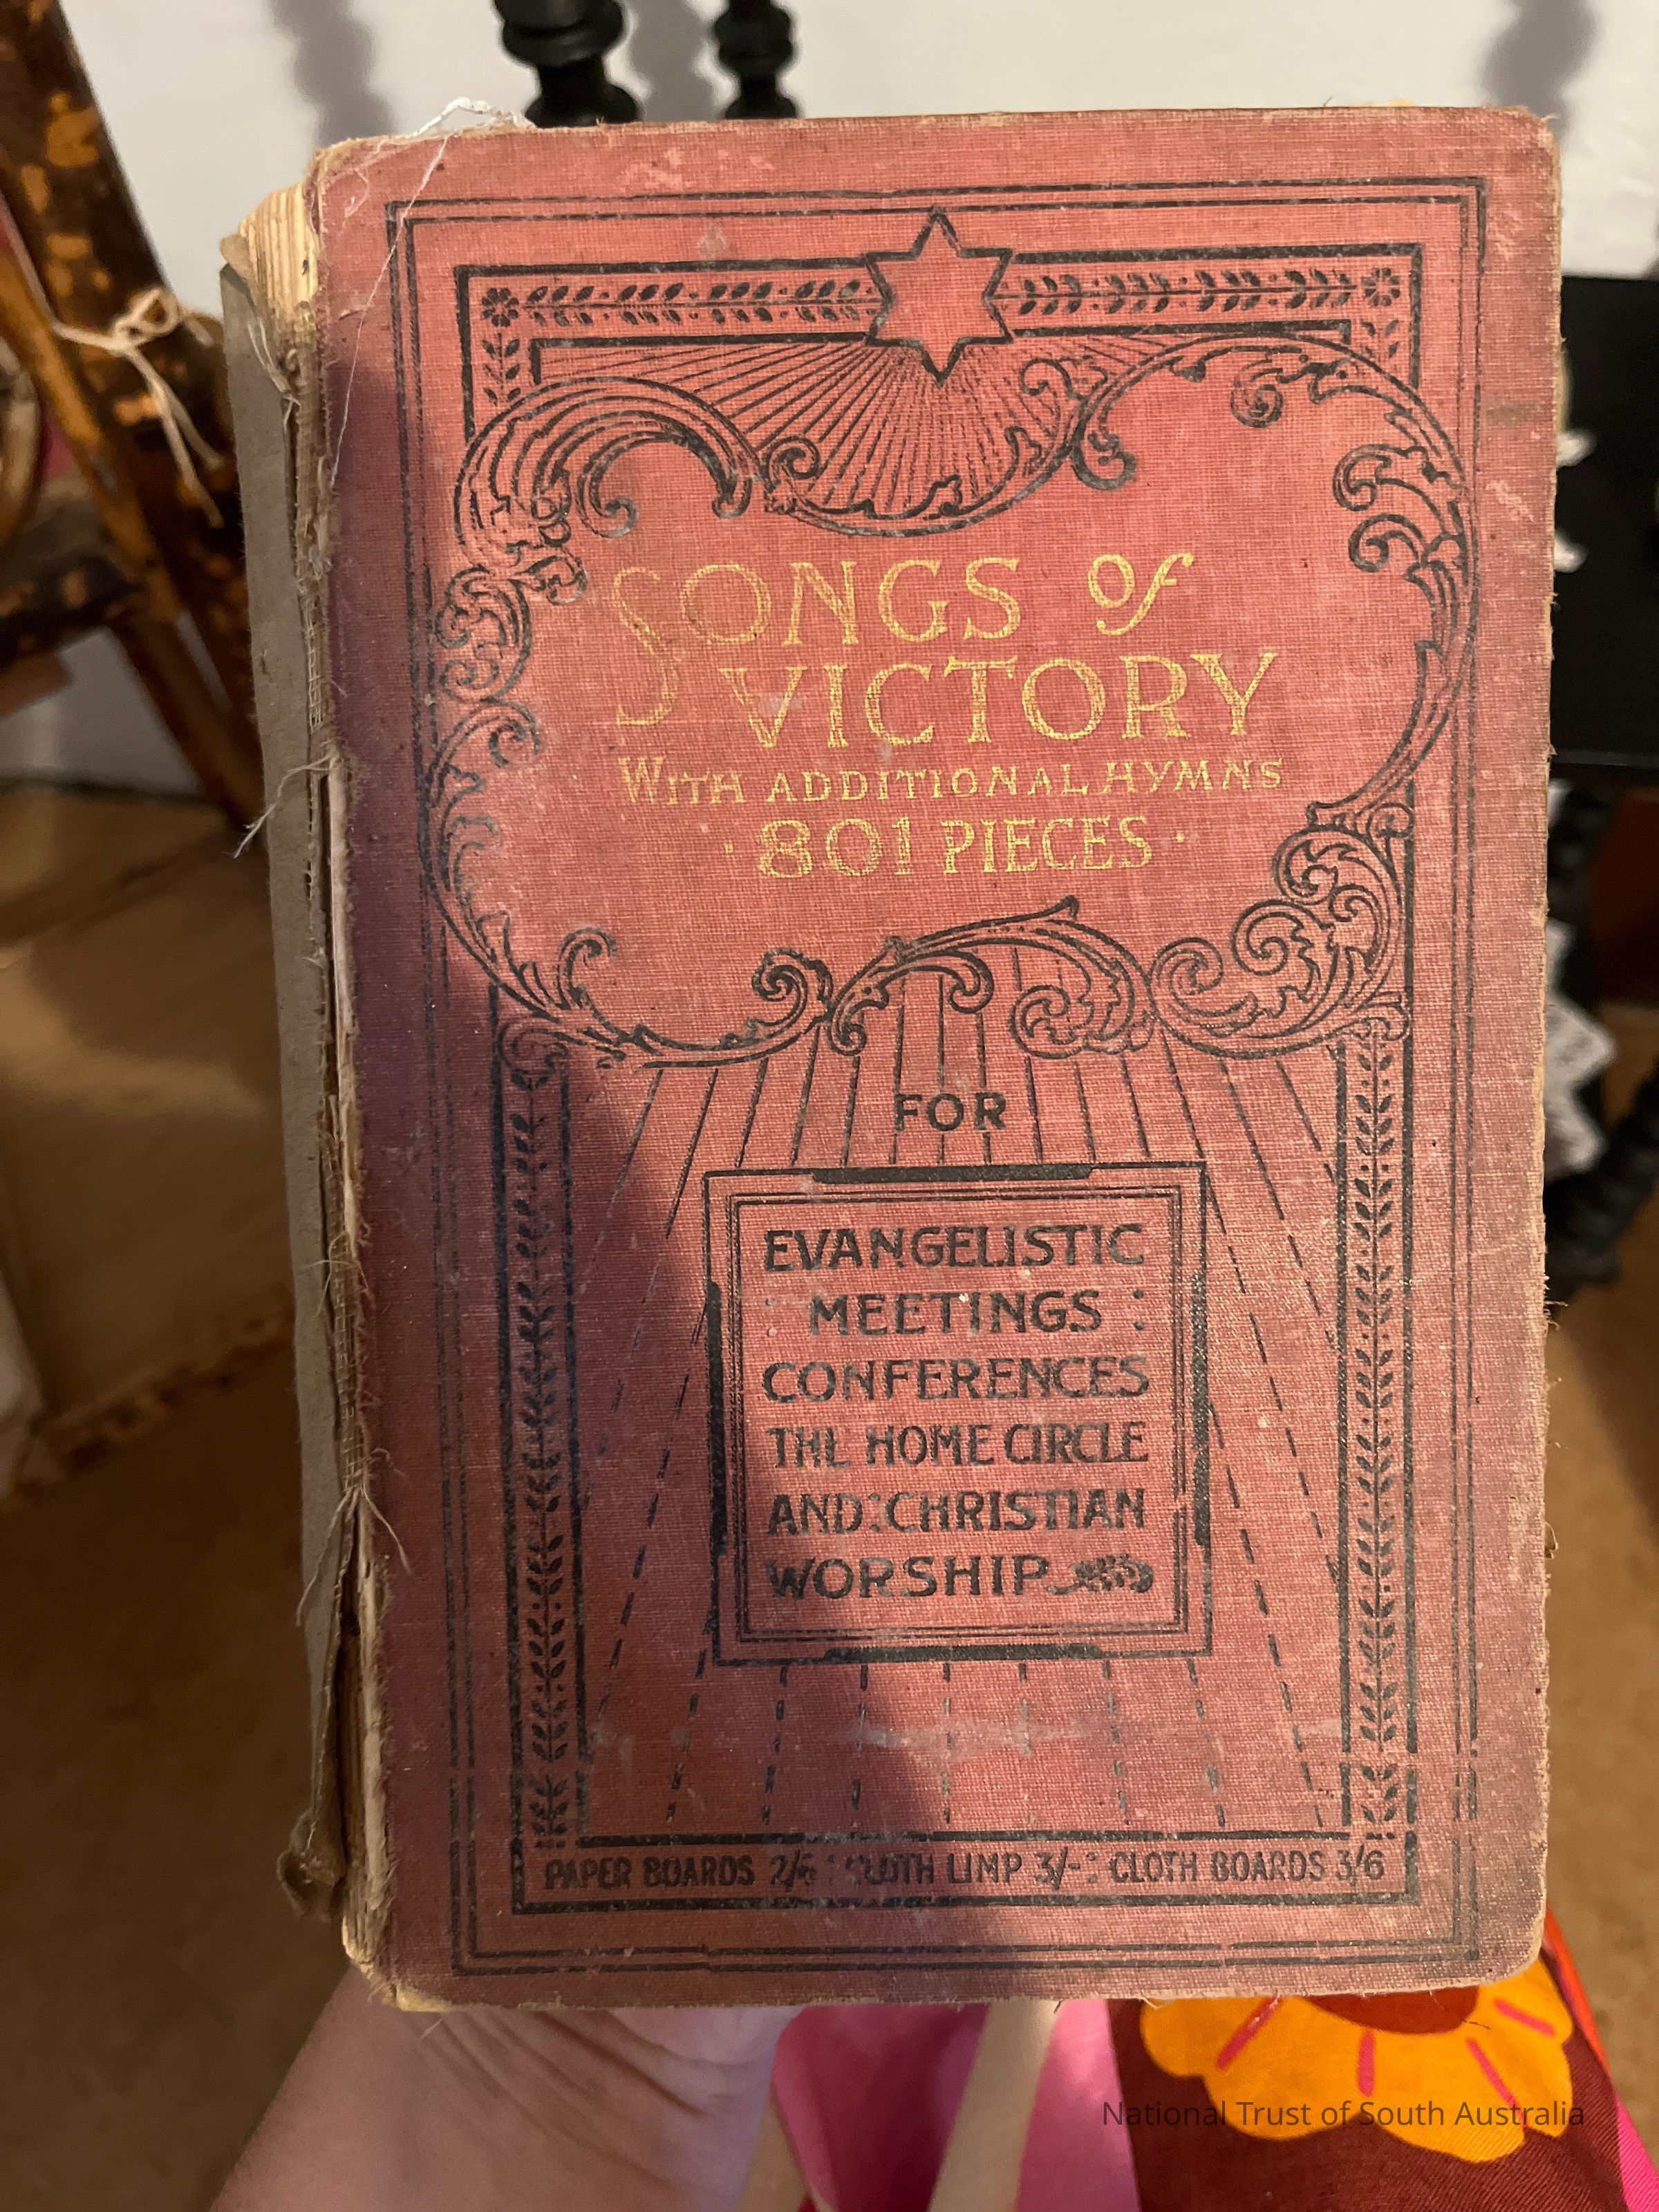 SONGS of
VICTORY
WITH ADDITIONAL HYMNS
· 801 PIECES ·
FOR
EVANGELISTIC
: MEETINGS :
CONFERENCES
THE HOME CIRCLE
AND : CHRISTIAN
WORSHIP
PAPER BOARDS 2/6 : CLOTH LIMP 3/- : CLOTH BOARDS 3/6
National Trust of South Australia